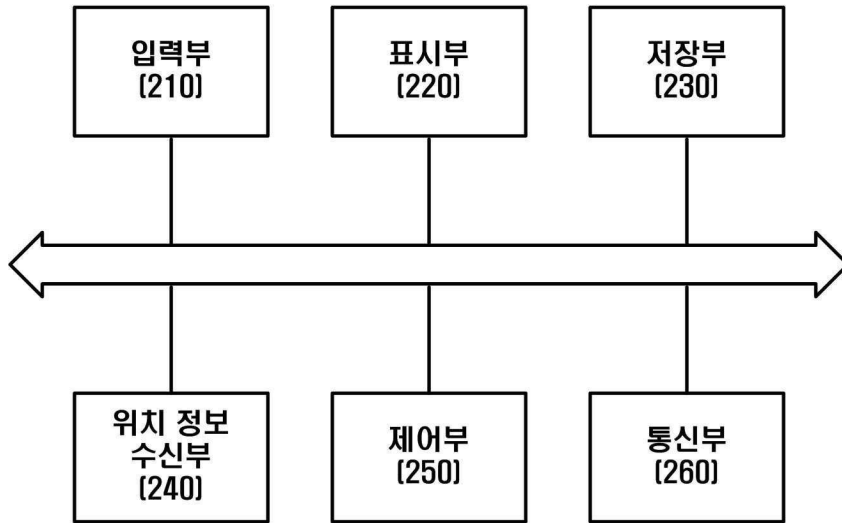 입력부
(210)
표시부
(220)
저장부
(230)
위치 정보
수신부
(240)
제어부
(250)
통신부
(260)